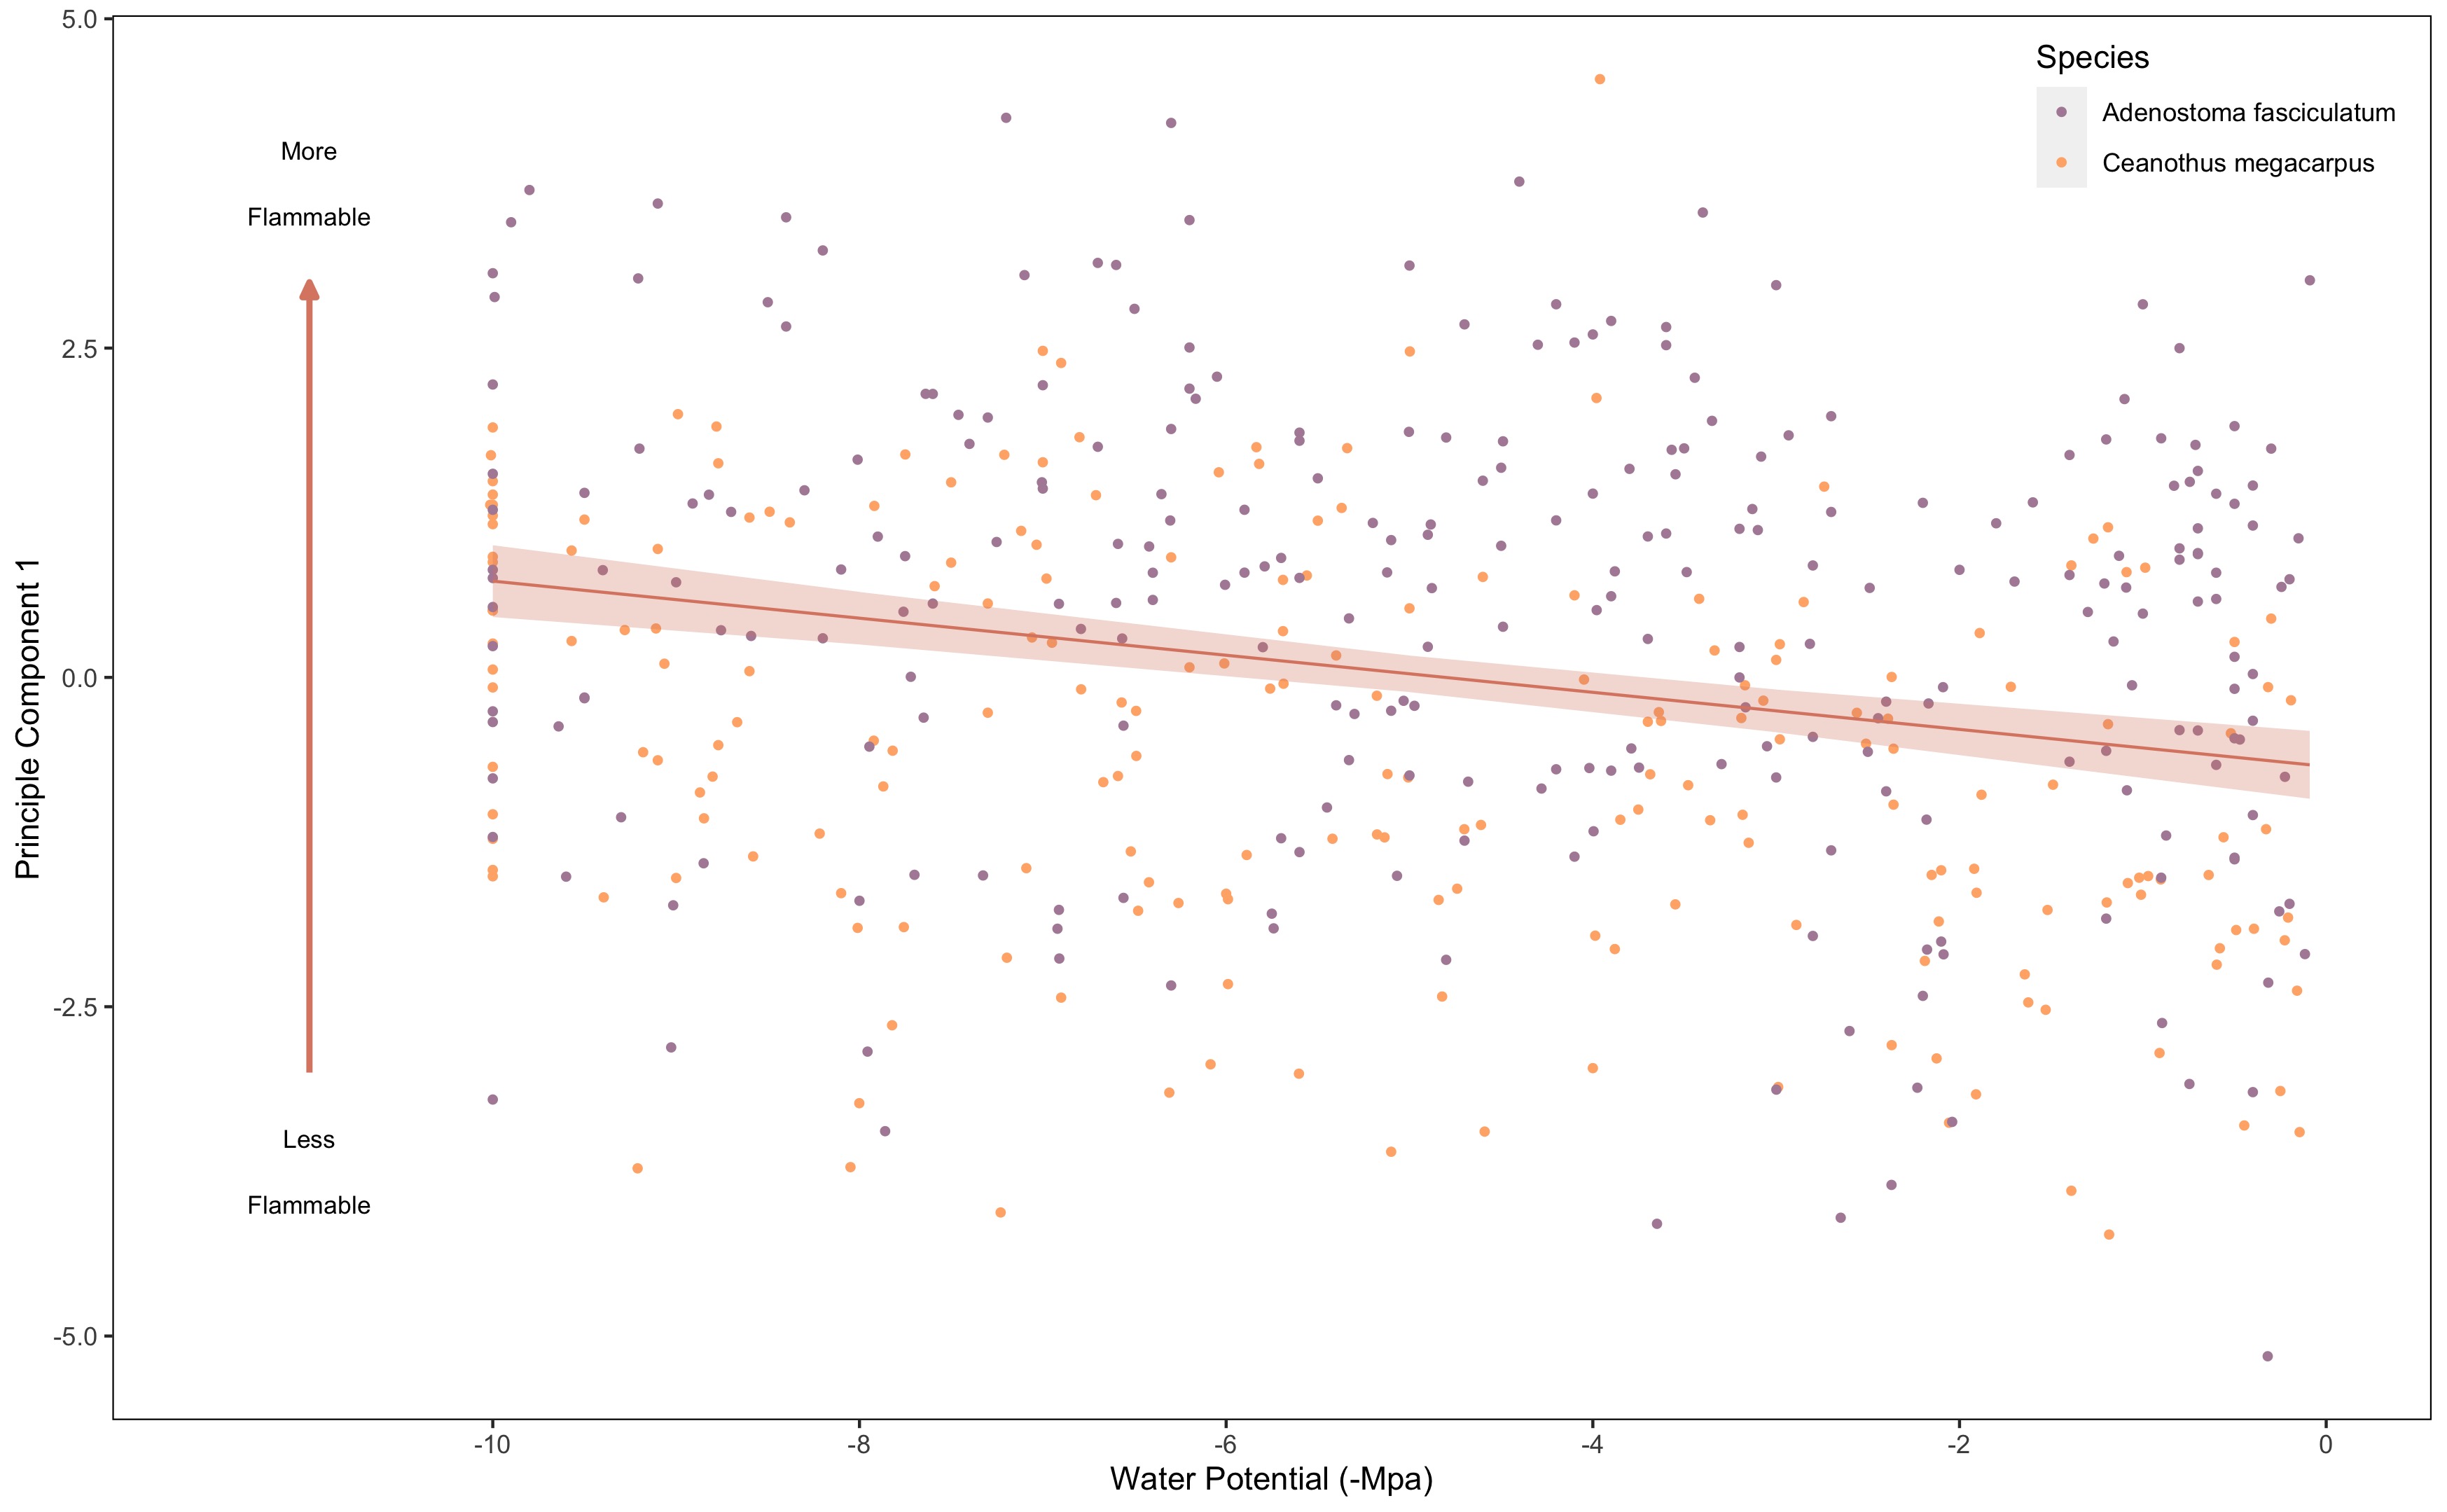 5.0
2.5
0.0
-2.5
-5.0
Principle Component 1
More
Flammable
Less
Flammable
Species
Adenostoma fasciculatum
Ceanothus megacarpus
-10
-8
-6
-4
-2
0
Water Potential (-Mpa)